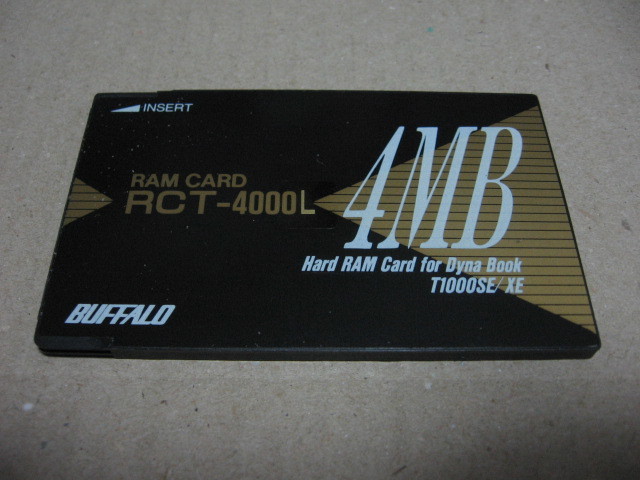 INSERT
RAM CARD
RCT-4000L
4MB
Hard RAM Card for Dyna Book
T1000SE/XE
BUFFALO